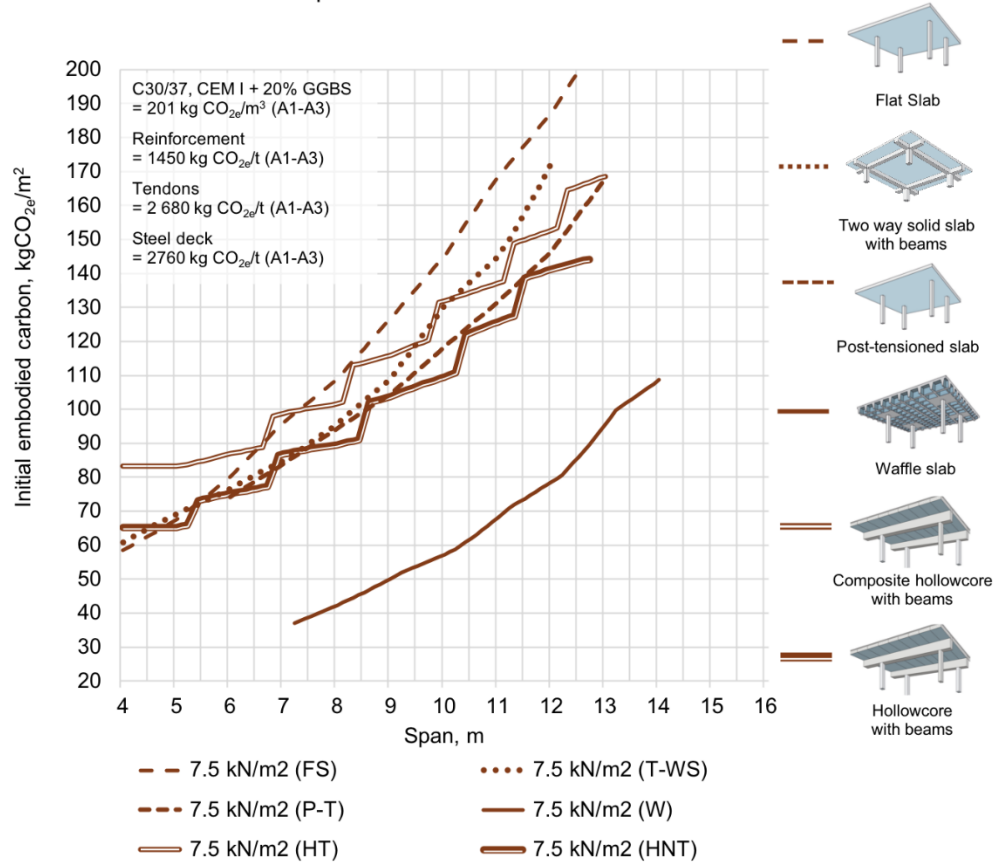 C30/37, CEM I + 20% GGBS
= 201 kg CO2e/m³ (A1-A3)
Reinforcement
= 1450 kg CO2e/t (A1-A3)
Tendons
= 2 680 kg CO2e/t (A1-A3)
Steel deck
= 2760 kg CO2e/t (A1-A3)
Initial embodied carbon, kgCO2e/m²
200
190
180
170
160
150
140
130
120
110
100
90
80
70
60
50
40
30
20
4 5 6 7 8 9 10 11 12 13 14 15 16
Span, m
7.5 kN/m2 (FS)
7.5 kN/m2 (T-WS)
7.5 kN/m2 (P-T)
7.5 kN/m2 (W)
7.5 kN/m2 (HT)
7.5 kN/m2 (HNT)
Flat Slab
Two way solid slab
with beams
Post-tensioned slab
Waffle slab
Composite hollowcore
with beams
Hollowcore
with beams